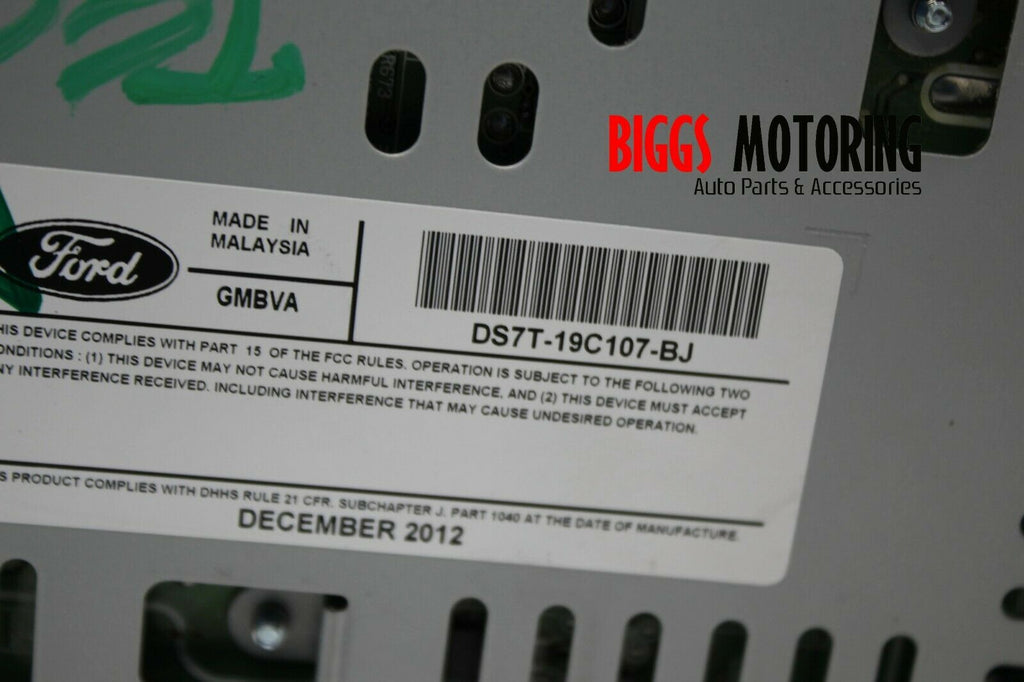 R673
BIGGS MOTORING
Auto Parts & Accessories
Ford
MADE IN
MALAYSIA
GMBVA
DS7T-19C107-BJ
HIS DEVICE COMPLIES WITH PART 15 OF THE FCC RULES. OPERATION IS SUBJECT TO THE FOLLOWING TWO
ONDITIONS : (1) THIS DEVICE MAY NOT CAUSE HARMFUL INTERFERENCE, AND (2) THIS DEVICE MUST ACCEPT
NY INTERFERENCE RECEIVED. INCLUDING INTERFERENCE THAT MAY CAUSE UNDESIRED OPERATION.
S PRODUCT COMPLIES WITH DHHS RULE 21 CFR. SUBCHAPTER J. PART 1040 AT THE DATE OF MANUFACTURE.
DECEMBER 2012